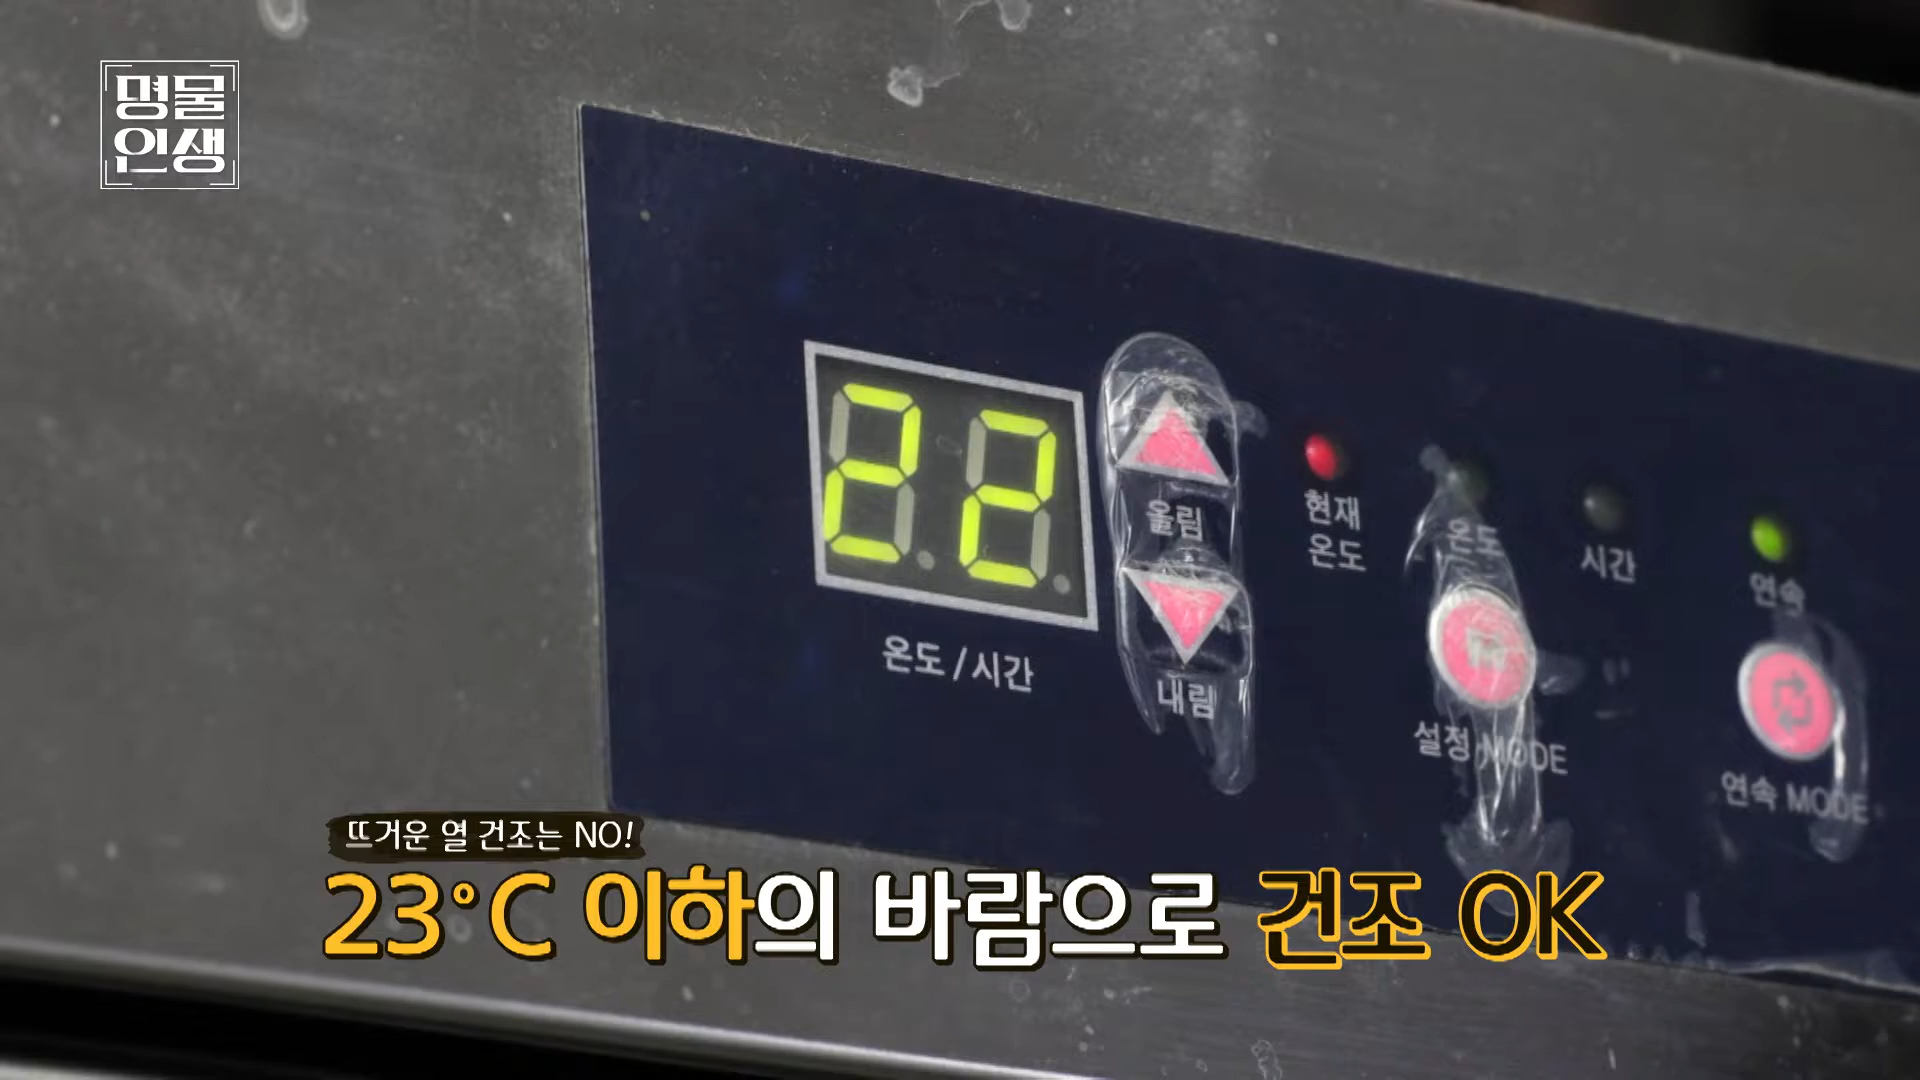 명물
인생
22
올림
현재
온도
온도
시간
연속
온도 / 시간
내림
설정 MODE
연속 MODE
뜨거운 열 건조는 NO!
23°C 이하의 바람으로 건조 OK